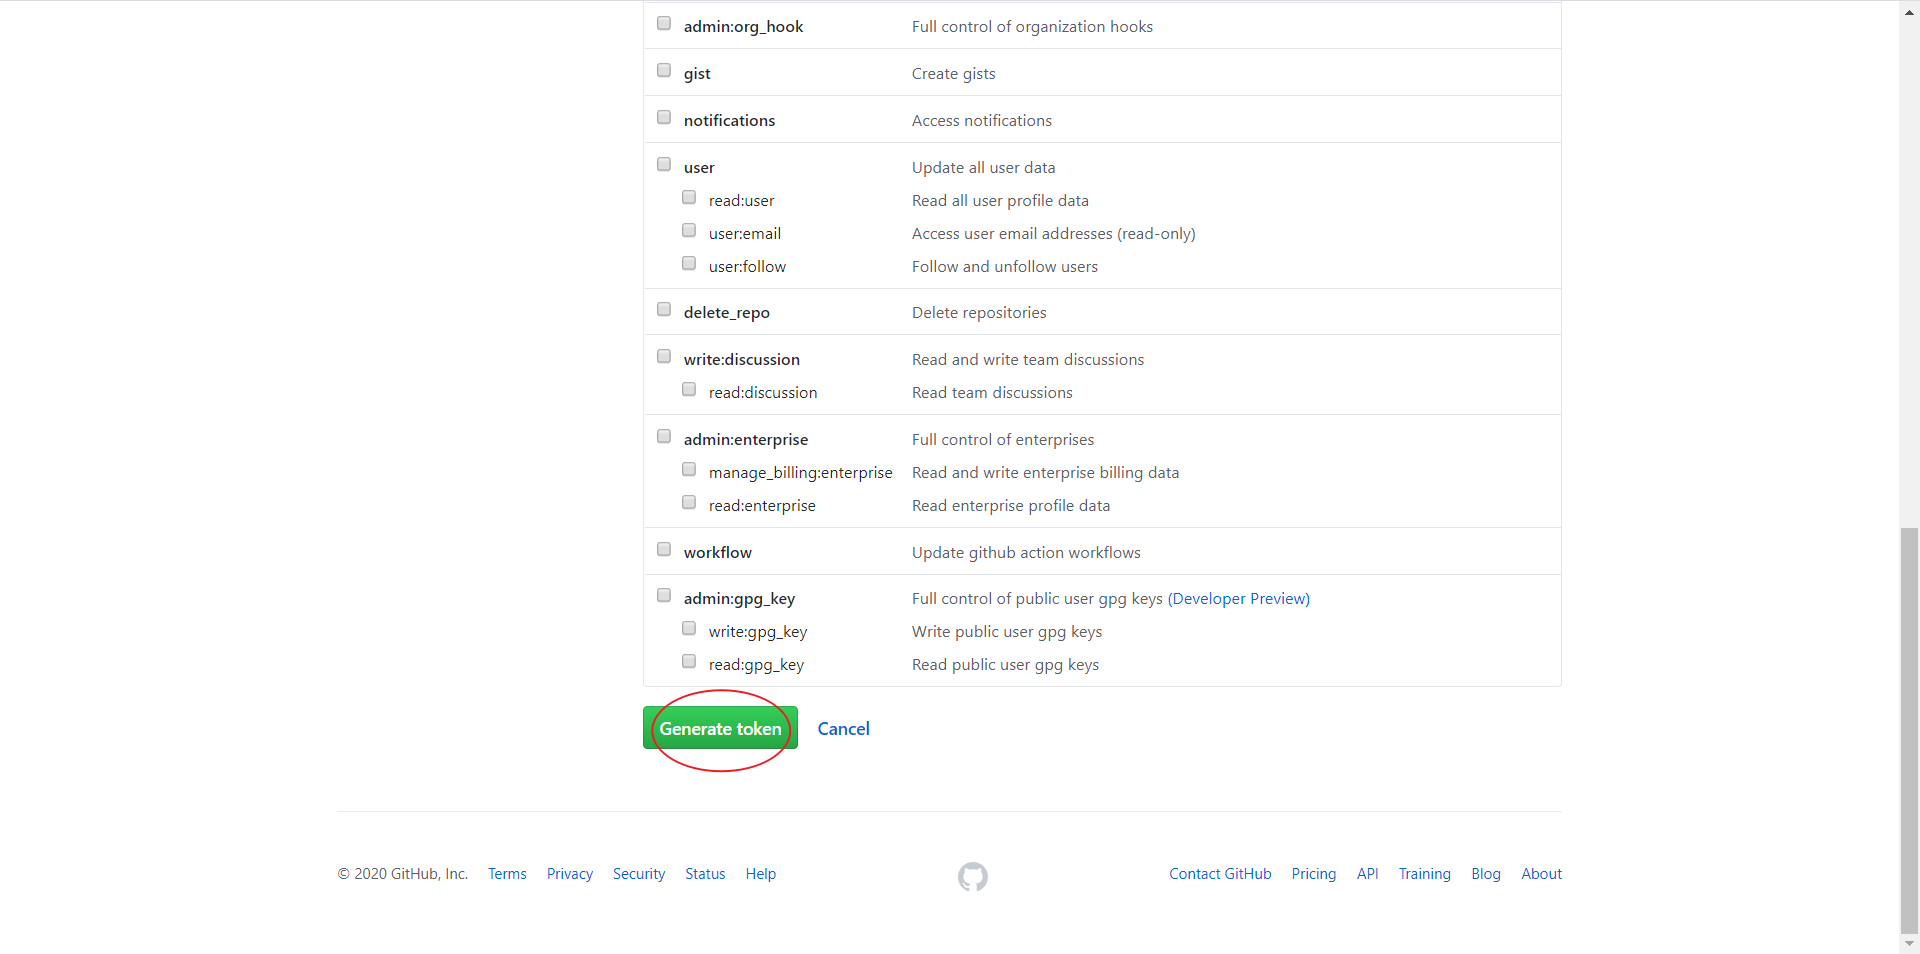 admin:org_hook Full control of organization hooks
gist Create gists
notifications Access notifications
user Update all user data
read:user Read all user profile data
user:email Access user email addresses (read-only)
user:follow Follow and unfollow users
delete_repo Delete repositories
write:discussion Read and write team discussions
read:discussion Read team discussions
admin:enterprise Full control of enterprises
manage_billing:enterprise Read and write enterprise billing data
read:enterprise Read enterprise profile data
workflow Update github action workflows
admin:gpg_key Full control of public user gpg keys (Developer Preview)
write:gpg_key Write public user gpg keys
read:gpg_key Read public user gpg keys
Generate token Cancel
© 2020 GitHub, Inc. Terms Privacy Security Status Help Contact GitHub Pricing API Training Blog About